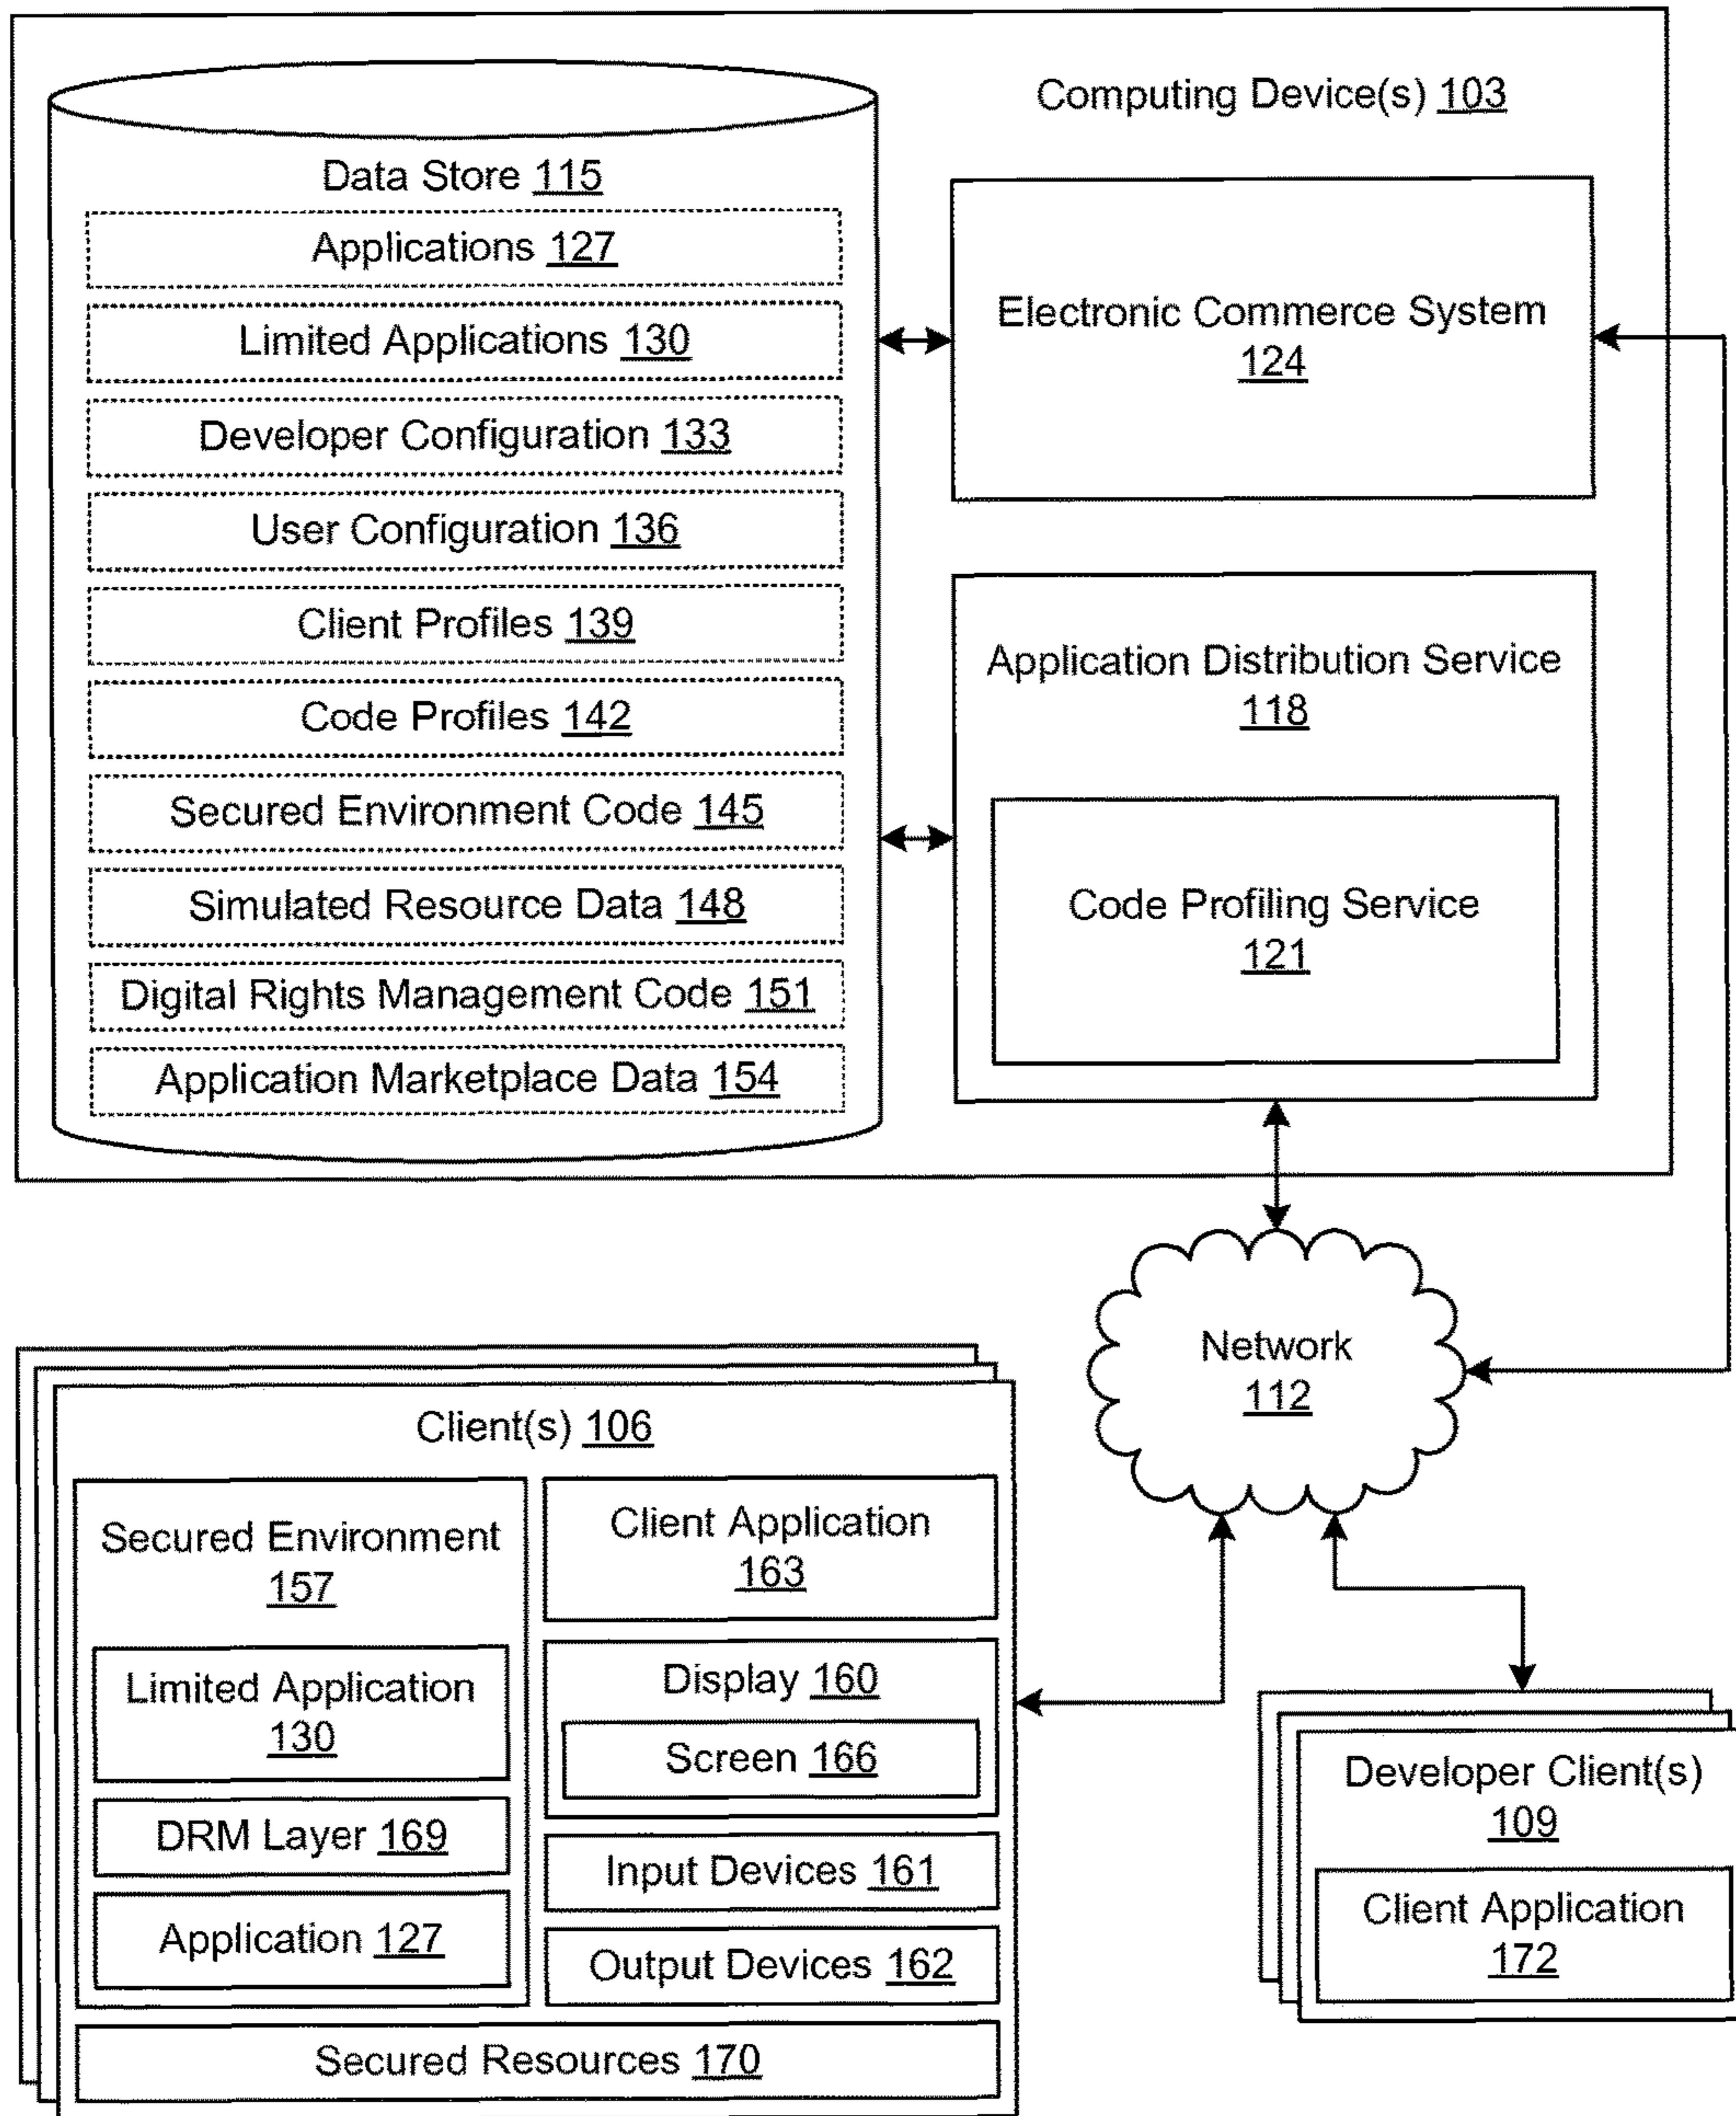 Computing Device(s) 103
Data Store 115
Applications 127
Limited Applications 130
Developer Configuration 133
User Configuration 136
Client Profiles 139
Code Profiles 142
Secured Environment Code 145
Simulated Resource Data 148
Digital Rights Management Code 151
Application Marketplace Data 154
Electronic Commerce System
124
Application Distribution Service
118
Code Profiling Service
121
Network
112
Client(s) 106
Secured Environment
157
Limited Application
130
DRM Layer 169
Application 127
Client Application
163
Display 160
Screen 166
Input Devices 161
Output Devices 162
Secured Resources 170
Developer Client(s)
109
Client Application
172